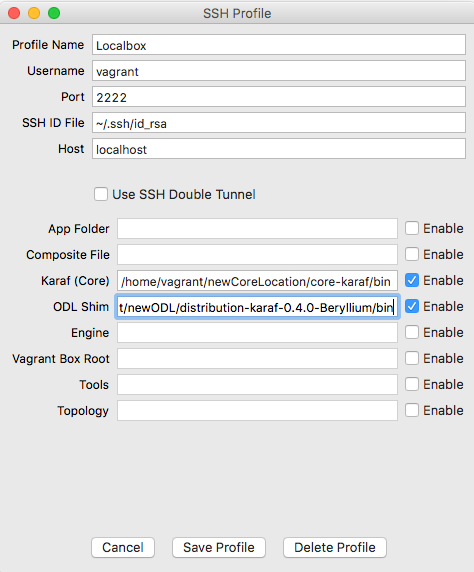 SSH Profile
Profile Name Localbox
Username vagrant
Port 2222
SSH ID File ~/.ssh/id_rsa
Host localhost
Use SSH Double Tunnel
App Folder Enable
Composite File Enable
Karaf (Core) /home/vagrant/newCoreLocation/core-karaf/bin Enable
ODL Shim t/newODL/distribution-karaf-0.4.0-Beryllium/bin Enable
Engine Enable
Vagrant Box Root Enable
Tools Enable
Topology Enable
Cancel Save Profile Delete Profile